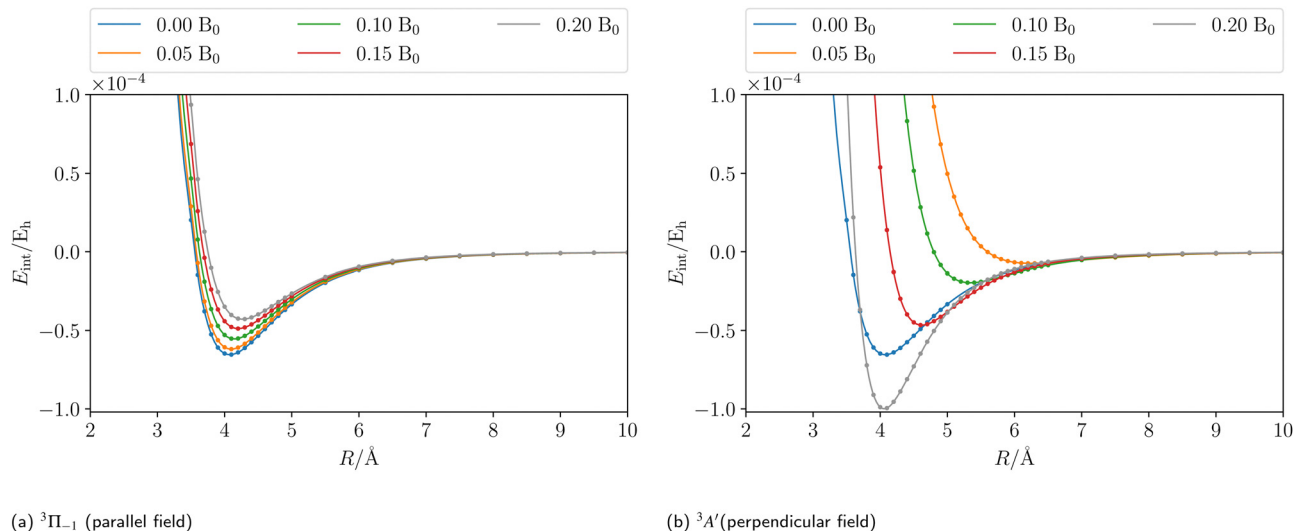 0.00 B₀ 0.10 B₀ 0.20 B₀
0.05 B₀ 0.15 B₀
×10⁻⁴
1.0
0.5
0.0
−0.5
−1.0
E_int/E_h
2 3 4 5 6 7 8 9 10
R/Å
(a) ³Π₋₁ (parallel field)
0.00 B₀ 0.10 B₀ 0.20 B₀
0.05 B₀ 0.15 B₀
×10⁻⁴
1.0
0.5
0.0
−0.5
−1.0
E_int/E_h
2 3 4 5 6 7 8 9 10
R/Å
(b) ³A′(perpendicular field)